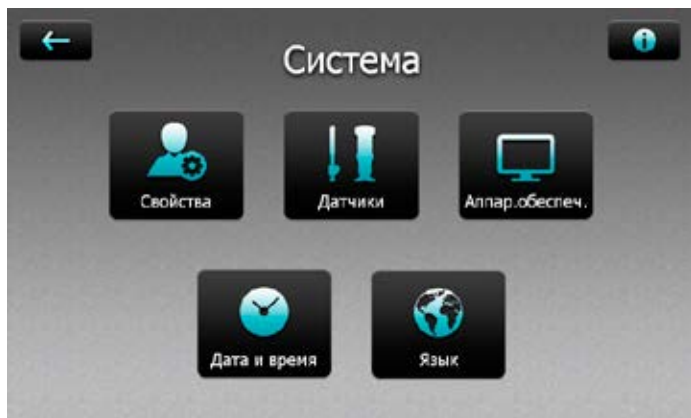 Система
Свойства
Датчики
Аппар.обеспеч.
Дата и время
Язык